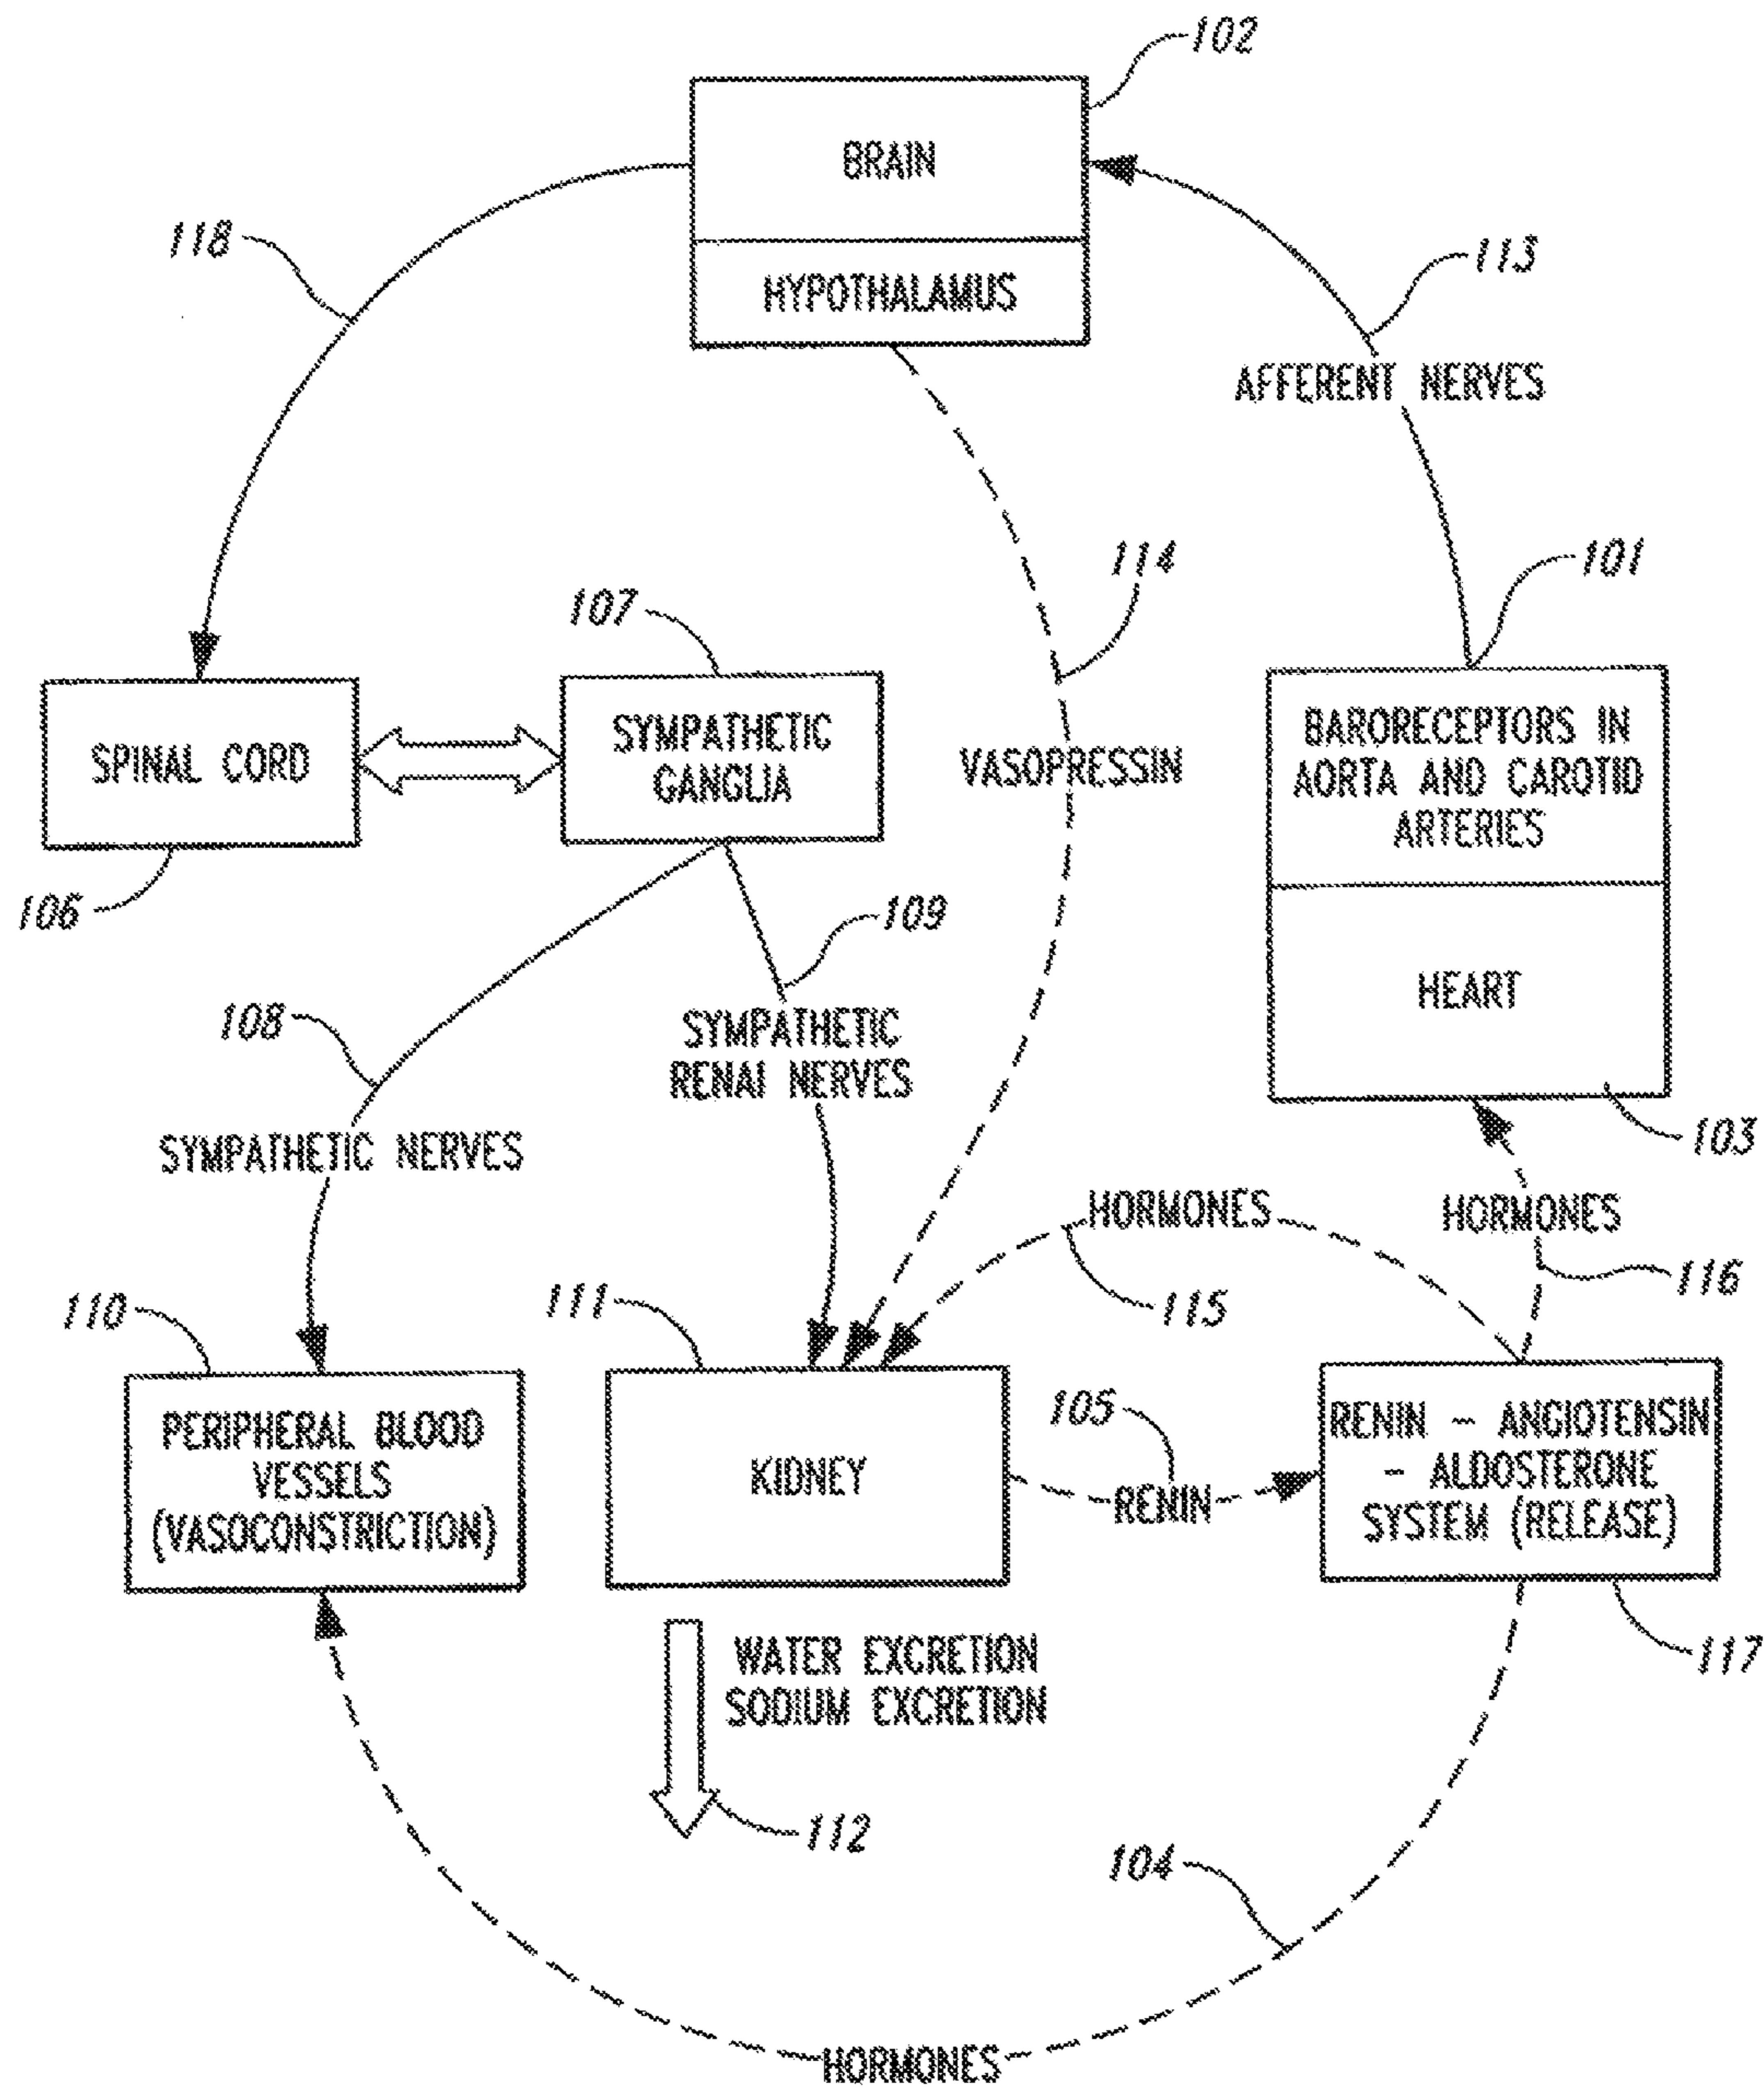 102
BRAIN
HYPOTHALAMUS
118
113
AFFERENT NERVES
114
101
107
SPINAL CORD
SYMPATHETIC
GANGLIA
VASOPRESSIN
BARORECEPTORS IN
AORTA AND CAROTID
ARTERIES
HEART
106
109
108
SYMPATHETIC
RENAI NERVES
SYMPATHETIC NERVES
103
HORMONES
HORMONES
116
115
110
111
105
PERIPHERAL BLOOD
VESSELS
(VASOCONSTRICTION)
KIDNEY
RENIN
RENIN - ANGIOTENSIN
- ALDOSTERONE
SYSTEM (RELEASE)
117
WATER EXCRETION
SODIUM EXCRETION
112
104
HORMONES